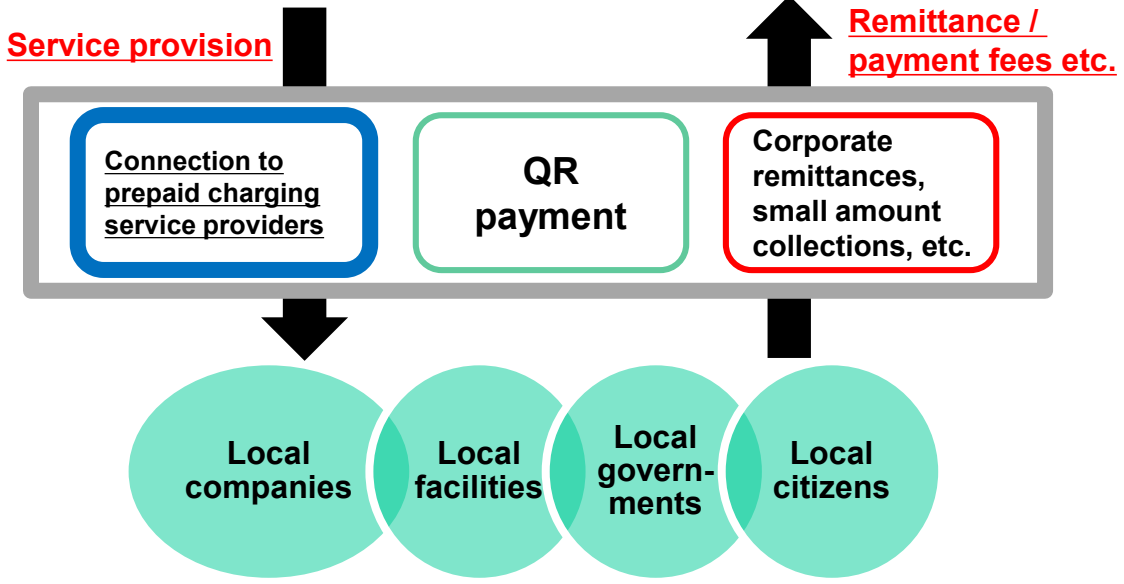 Service provision
Remittance /
payment fees etc.
Connection to
prepaid charging
service providers
QR
payment
Corporate
remittances,
small amount
collections, etc.
Local
companies
Local
facilities
Local
govern-
ments
Local
citizens